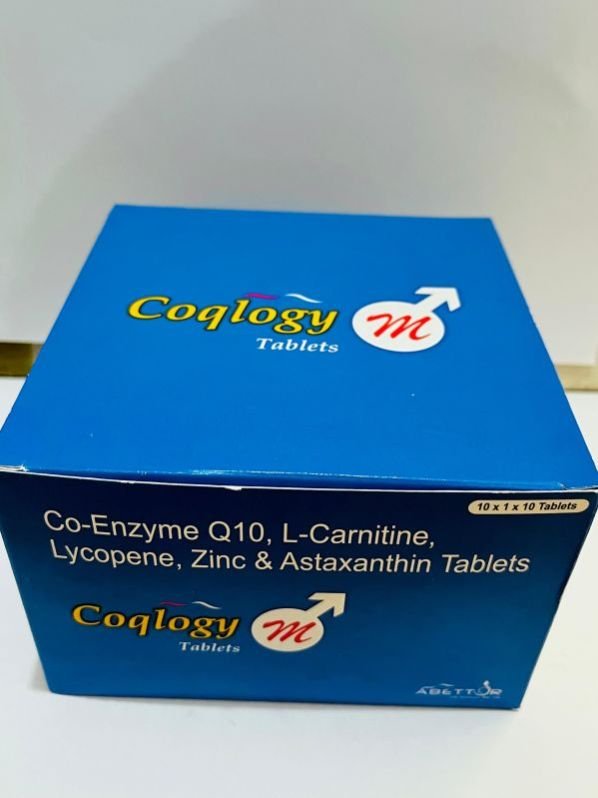 Coqlogy m
Tablets
10 x 1 x 10 Tablets
Co-Enzyme Q10, L-Carnitine,
Lycopene, Zinc & Astaxanthin Tablets
Coqlogy m
Tablets
ABETTOR